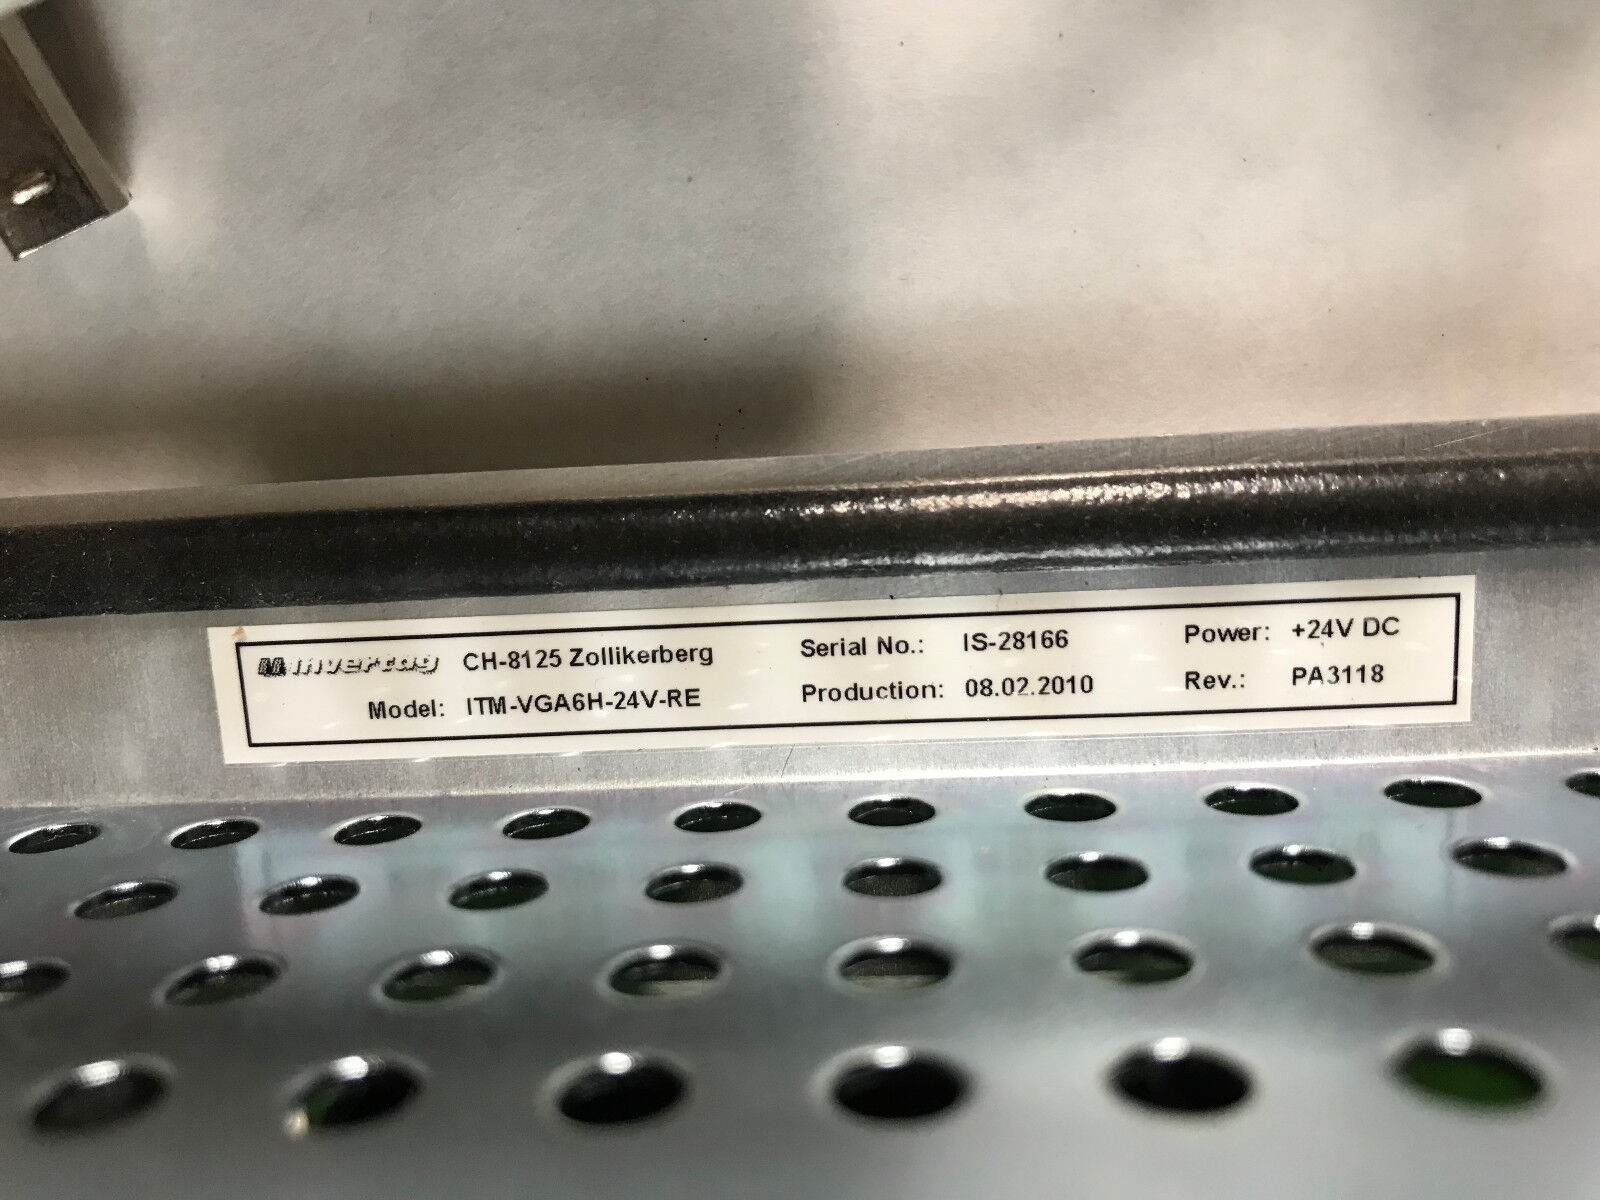 invertag CH-8125 Zollikerberg Serial No.: IS-28166 Power: +24V DC
Model: ITM-VGA6H-24V-RE Production: 08.02.2010 Rev.: PA3118